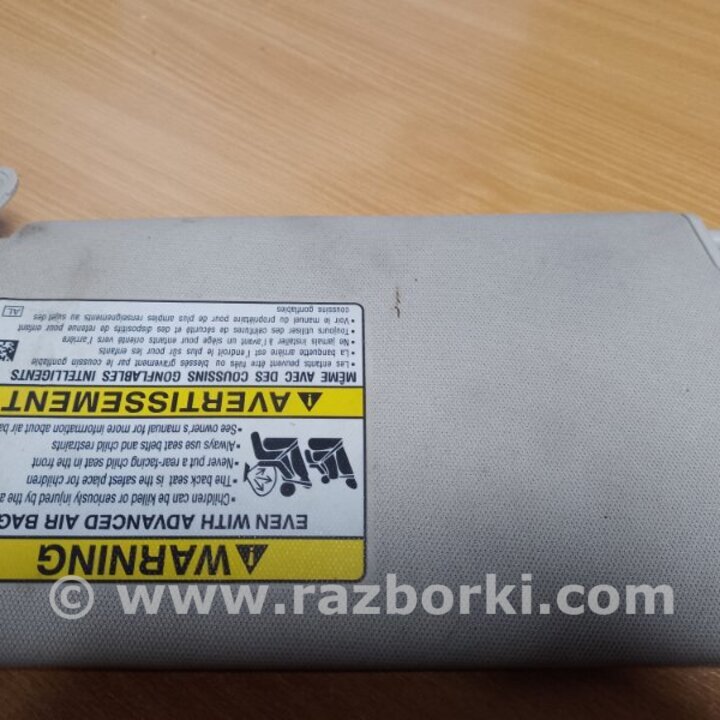 WARNING
EVEN WITH ADVANCED AIR BAG
•Children can be killed or seriously injured by the a
•The back seat is the safest place for children
•Never put a rear-facing child seat in the front
•Always use seat belts and child restraints
•See owner's manual for more information about air ba
AVERTISSEMENT
MÊME AVEC DES COUSSINS GONFLABLES INTELLIGENTS
•Les enfants peuvent être tués ou blessés gravement par le coussin gonflable
•La banquette arrière est l'endroit le plus sûr pour les enfants
•Ne jamais installer à l'avant un siège pour enfants orienté vers l'arrière
•Toujours utiliser des ceintures de sécurité et des dispositifs de retenue pour enfant
•Voir le manuel du propriétaire pour de plus amples renseignements au sujet des
coussins gonflables
AL
© www.razborki.com